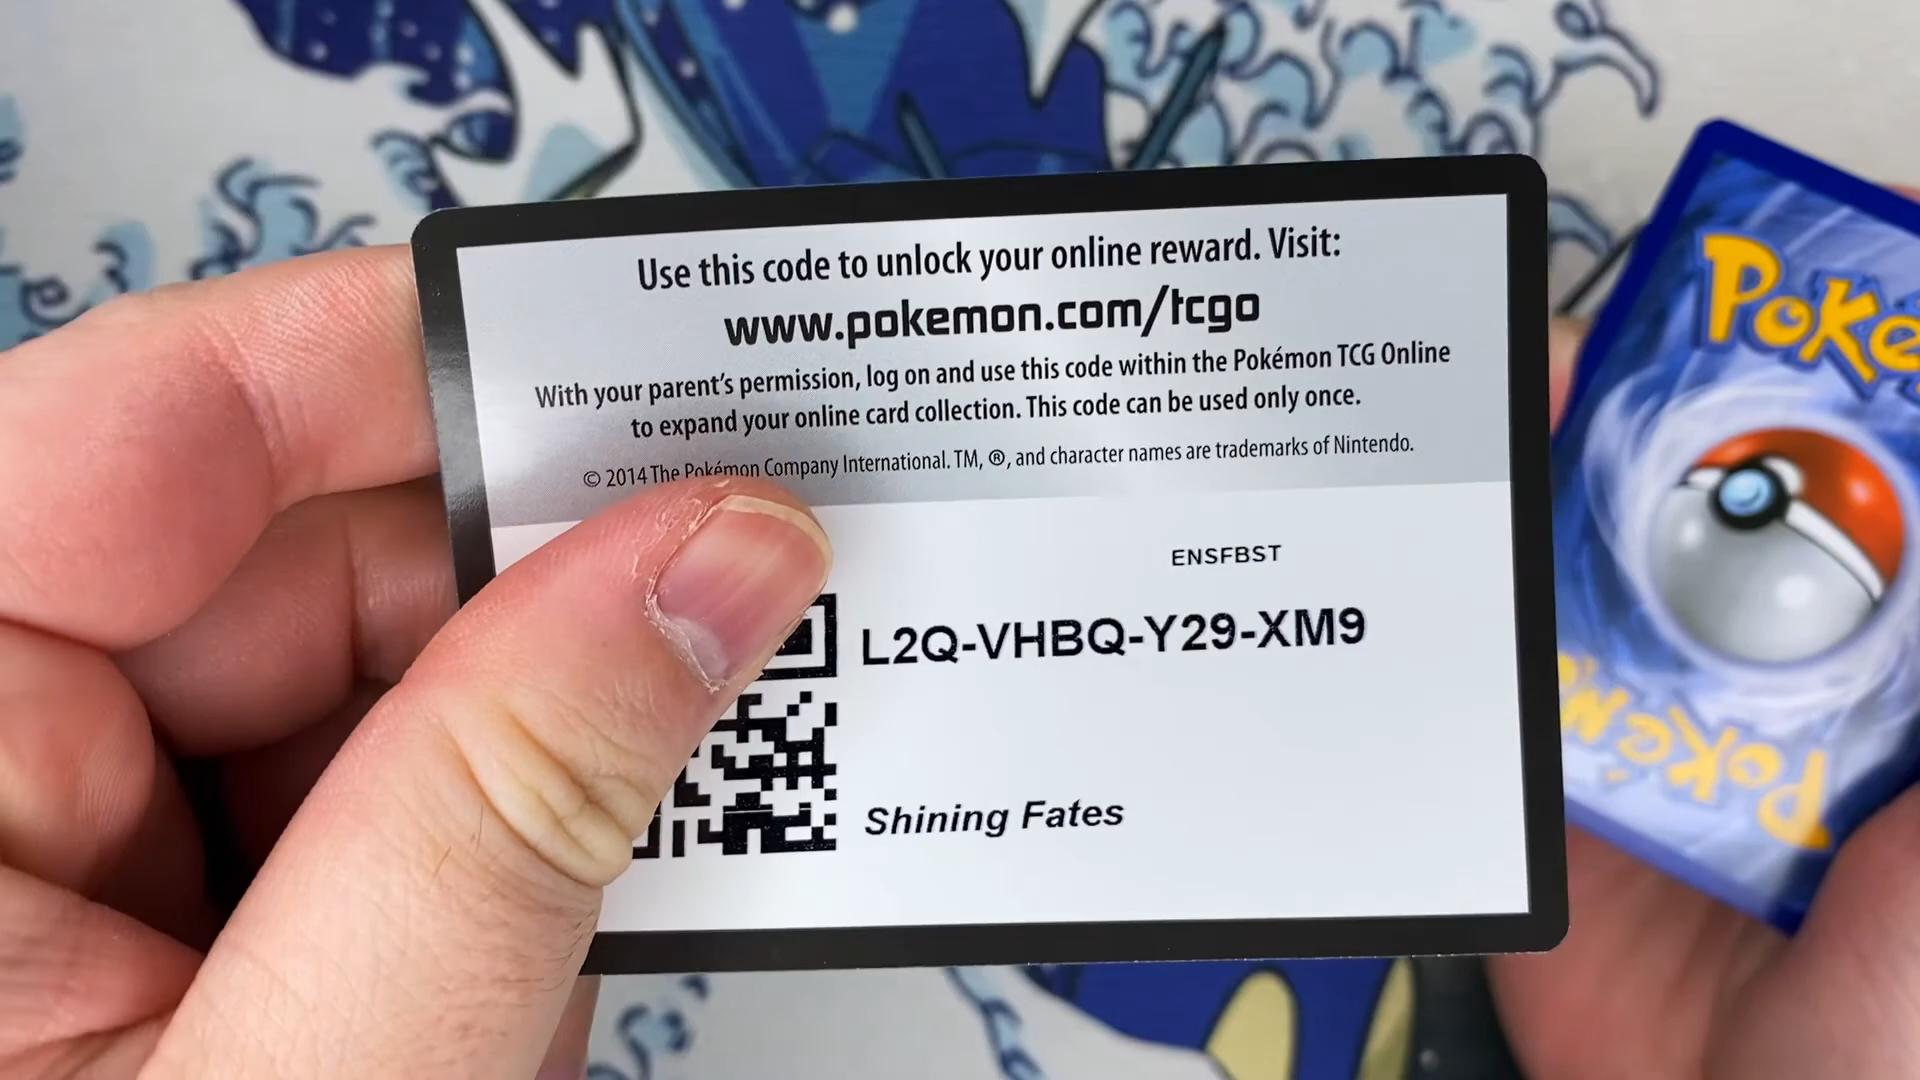 Use this code to unlock your online reward. Visit:
www.pokemon.com/tcgo
With your parent's permission, log on and use this code within the Pokémon TCG Online
to expand your online card collection. This code can be used only once.
© 2014 The Pokémon Company International. TM, ®, and character names are trademarks of Nintendo.
ENSFBST
L2Q-VHBQ-Y29-XM9
Shining Fates
Poké
Pokém